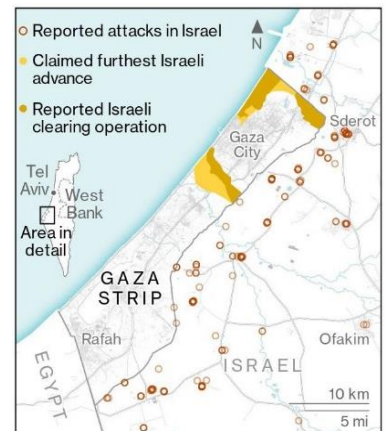 Reported attacks in Israel
Claimed furthest Israeli
advance
Reported Israeli
clearing operation
N
Sderot
Gaza
City
Tel
Aviv
West
Bank
Area in
detail
GAZA
STRIP
Rafah
Ofakim
ISRAEL
EGYPT
10 km
5 mi